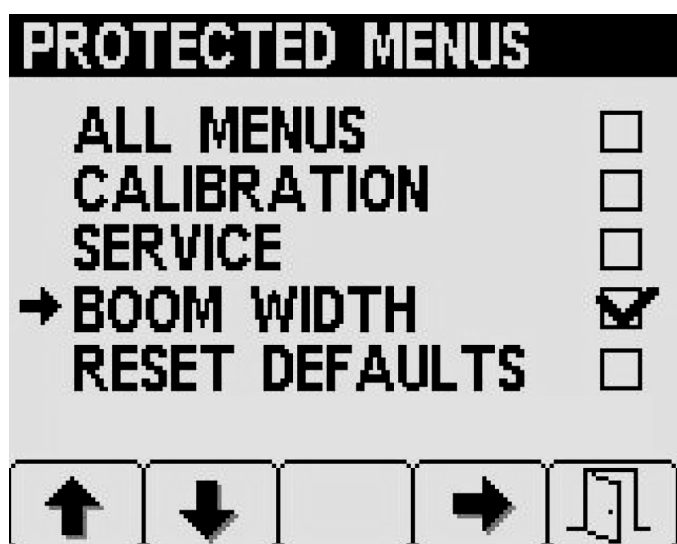 PROTECTED MENUS
ALL MENUS
CALIBRATION
SERVICE
BOOM WIDTH
RESET DEFAULTS